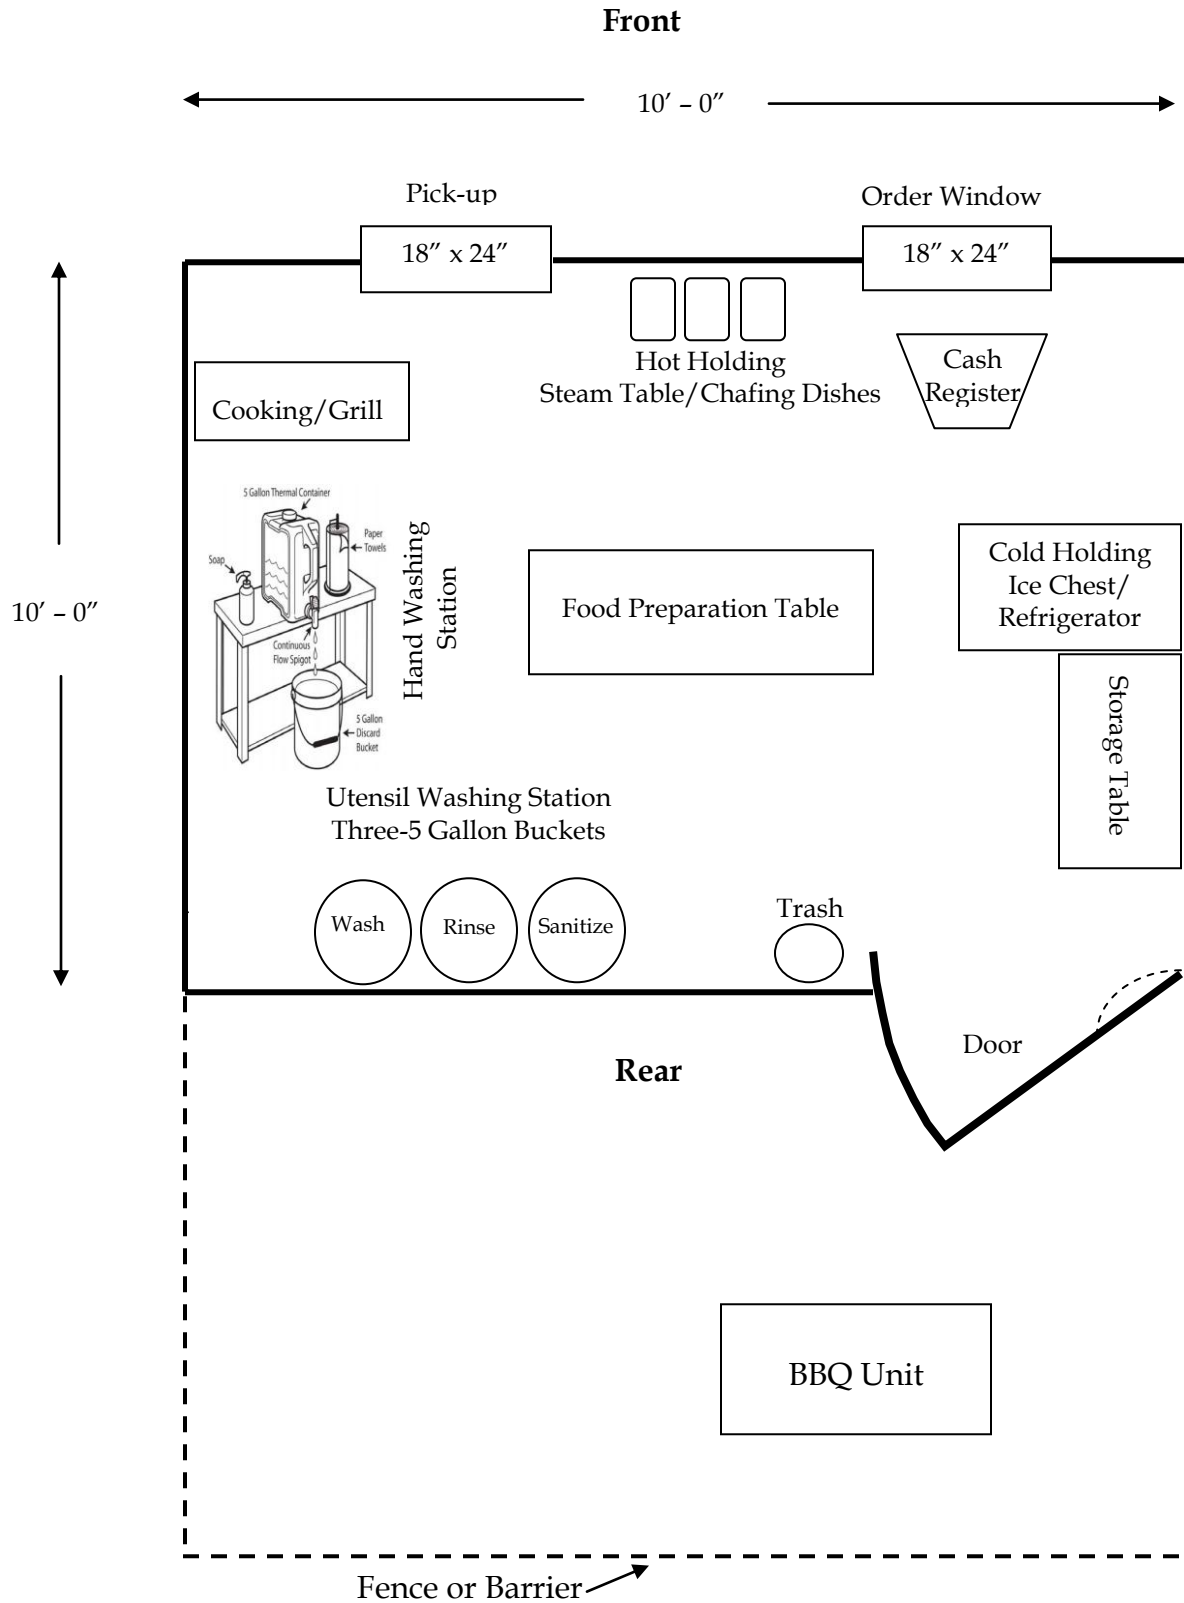 Front
10’ – 0”
Pick-up
Order Window
18” x 24”
18” x 24”
Hot Holding
Steam Table/Chafing Dishes
Cash
Register
Cooking/Grill
5 Gallon Thermal Container
Paper
Towels
Soap
Continuous
Flow Spigot
5 Gallon
Discard
Bucket
Hand Washing
Station
10’ – 0”
Food Preparation Table
Cold Holding
Ice Chest/
Refrigerator
Storage Table
Utensil Washing Station
Three-5 Gallon Buckets
Wash
Rinse
Sanitize
Trash
Door
Rear
BBQ Unit
Fence or Barrier